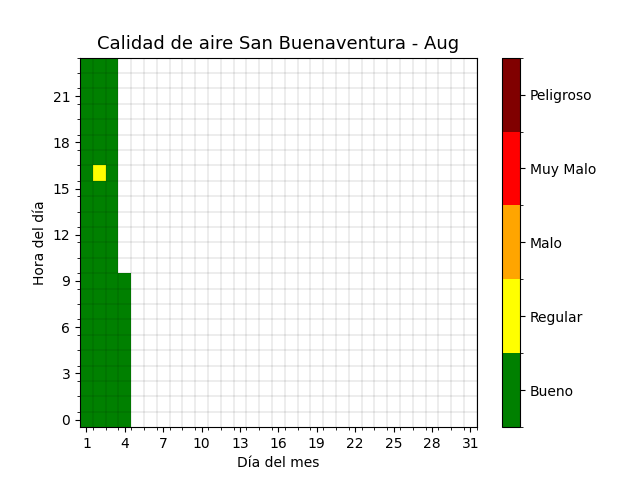 Calidad de aire San Buenaventura - Aug
Hora del día
21
18
15
12
9
6
3
0
1 4 7 10 13 16 19 22 25 28 31
Día del mes
Peligroso
Muy Malo
Malo
Regular
Bueno